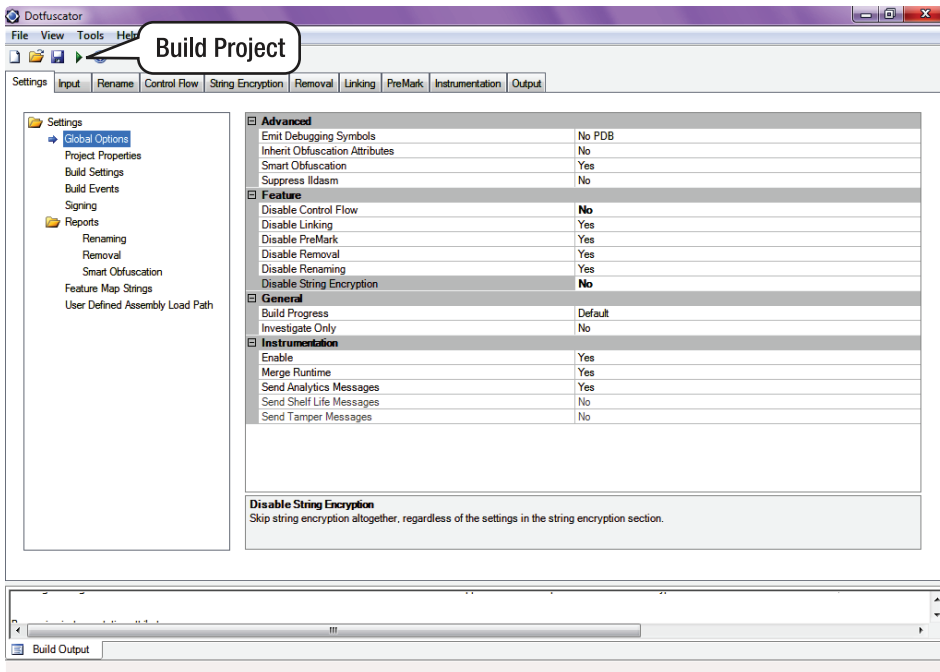 Dotfuscator
File View Tools Help
Build Project
Settings Input Rename Control Flow String Encryption Removal Linking PreMark Instrumentation Output
Settings
Global Options
Project Properties
Build Settings
Build Events
Signing
Reports
Renaming
Removal
Smart Obfuscation
Feature Map Strings
User Defined Assembly Load Path
Advanced
Emit Debugging Symbols No PDB
Inherit Obfuscation Attributes No
Smart Obfuscation Yes
Suppress Ildasm No
Feature
Disable Control Flow No
Disable Linking Yes
Disable PreMark Yes
Disable Removal Yes
Disable Renaming Yes
Disable String Encryption No
General
Build Progress Default
Investigate Only No
Instrumentation
Enable Yes
Merge Runtime Yes
Send Analytics Messages Yes
Send Shelf Life Messages No
Send Tamper Messages No
Disable String Encryption
Skip string encryption altogether, regardless of the settings in the string encryption section.
Build Output